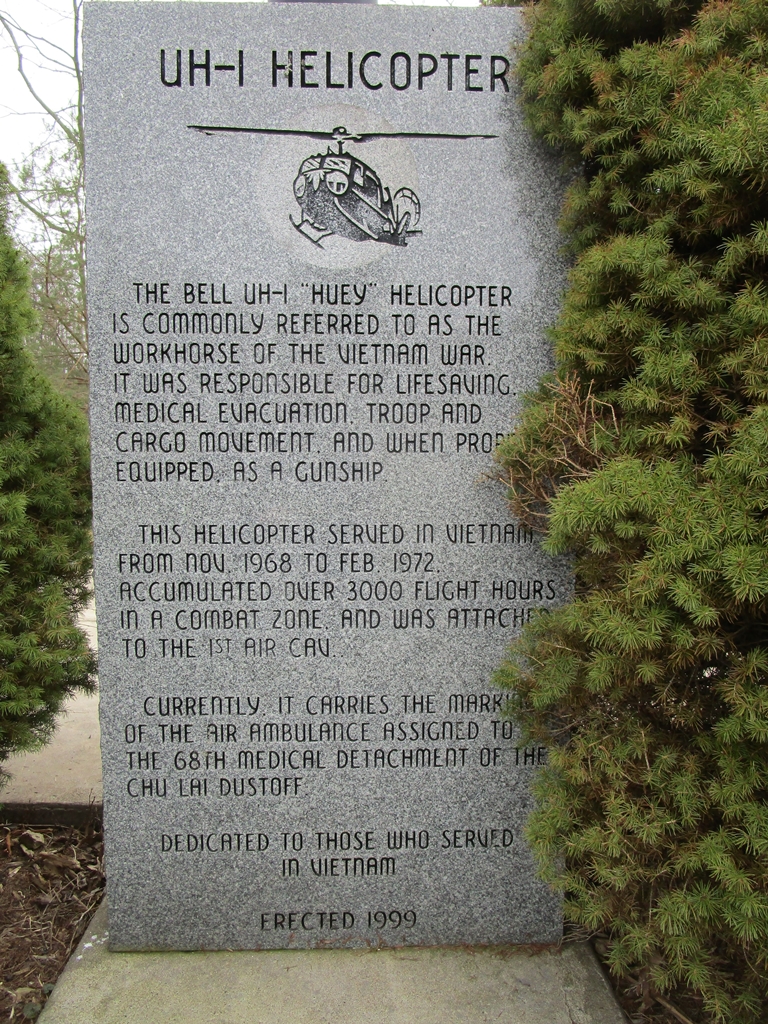 UH-1 HELICOPTER
THE BELL UH-1 "HUEY" HELICOPTER
IS COMMONLY REFERRED TO AS THE
WORKHORSE OF THE VIETNAM WAR.
IT WAS RESPONSIBLE FOR LIFESAVING,
MEDICAL EVACUATION, TROOP AND
CARGO MOVEMENT, AND WHEN
EQUIPPED, AS A GUNSHIP.
THIS HELICOPTER SERVED IN VIETNAM
FROM NOV. 1968 TO FEB. 1972,
ACCUMULATED OVER 3000 FLIGHT HOURS
IN A COMBAT ZONE, AND WAS ATTACHED
TO THE 1ST AIR CAV..
CURRENTLY, IT CARRIES THE
OF THE AIR AMBULANCE ASSIGNED TO
THE 68TH MEDICAL DETACHMENT OF THE
CHU LAI DUSTOFF.
DEDICATED TO THOSE WHO SERVED
IN VIETNAM
ERECTED 1999